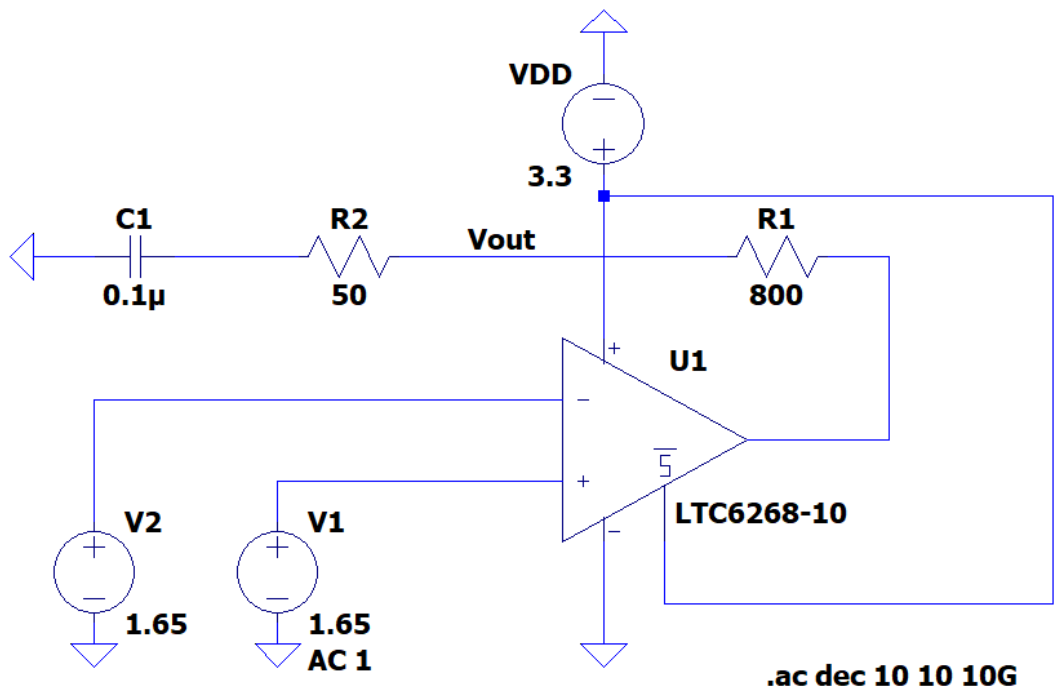 VDD
3.3
C1
R2
Vout
R1
0.1µ
50
800
U1
S
LTC6268-10
V2
V1
1.65
1.65
AC 1
.ac dec 10 10 10G